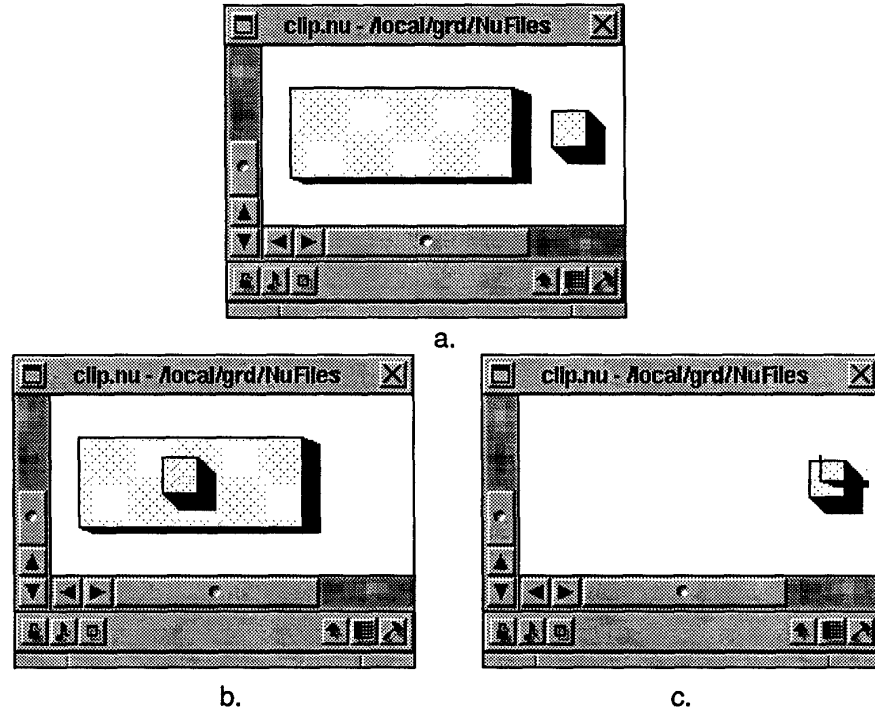 clip.nu - /local/grd/NuFiles
a.
clip.nu - /local/grd/NuFiles
clip.nu - /local/grd/NuFiles
b.
c.